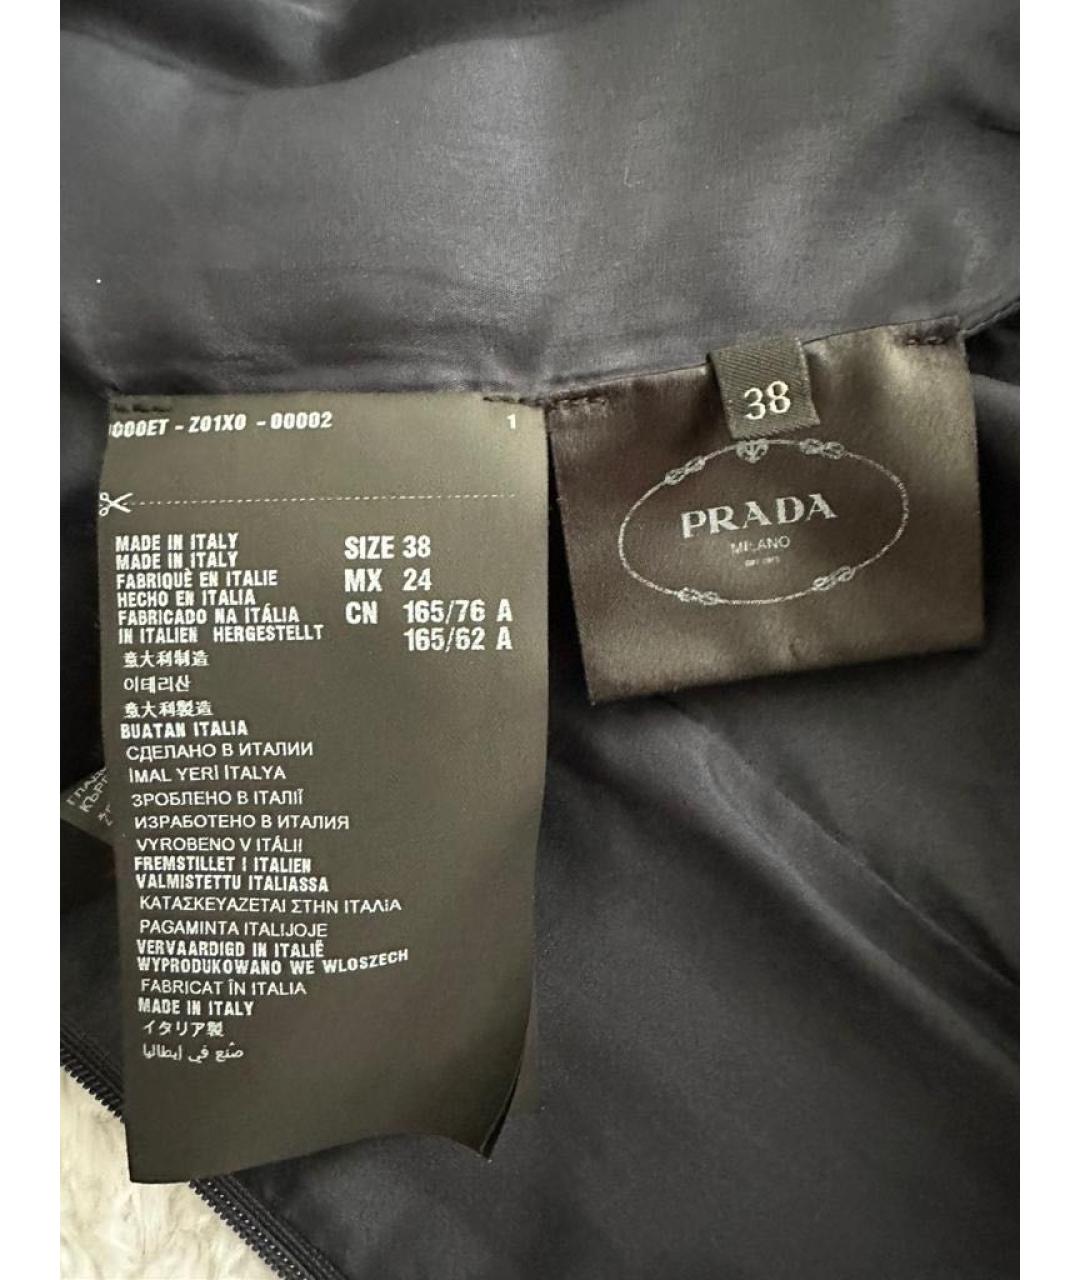 000ET - Z01X0 - 00002 1
MADE IN ITALY
MADE IN ITALY
FABRIQUÈ EN ITALIE
HECHO EN ITALIA
FABRICADO NA ITÁLIA
IN ITALIEN HERGESTELLT
意大利制造
이테리산
意大利製造
BUATAN ITALIA
СДЕЛАНО В ИТАЛИИ
İMAL YERİ İTALYA
ЗРОБЛЕНО В ІТАЛІЇ
ИЗРАБОТЕНО В ИТАЛИЯ
VYROBENO V ITÁLII
FREMSTILLET I ITALIEN
VALMISTETTU ITALIASSA
ΚΑΤΑΣΚΕΥΑΖΕΤΑΙ ΣΤΗΝ ΙΤΑΛίΑ
PAGAMINTA ITALIJOJE
VERVAARDIGD IN ITALIË
WYPRODUKOWANO WE WLOSZECH
FABRICAT ÎN ITALIA
MADE IN ITALY
イタリア製
صُنع في إيطاليا
SIZE 38
MX 24
CN 165/76 A
165/62 A
38
PRADA
MILANO